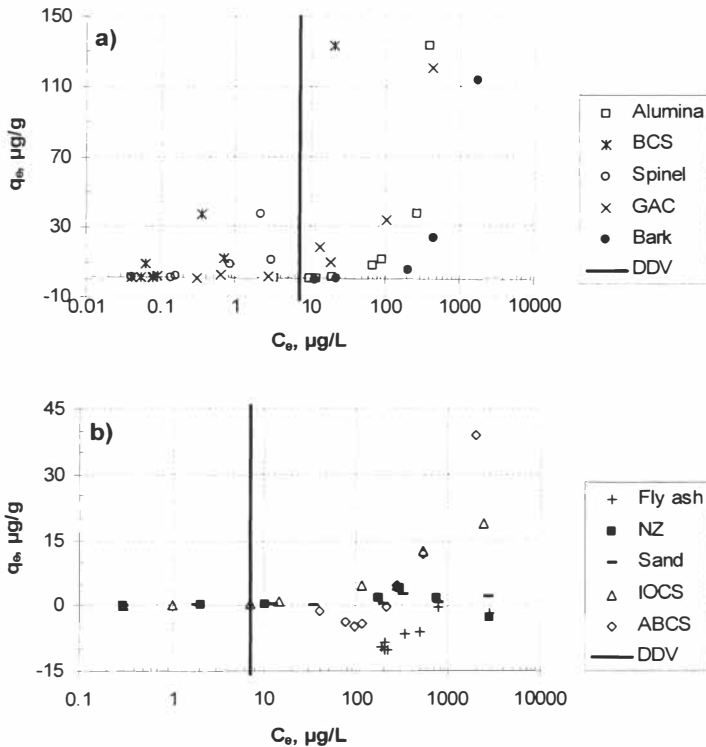 a)
150
110
70
30
-10
qₑ, µg/g
0.01 0.1 1 10 100 1000 10000
Cₑ, µg/L
Alumina
BCS
Spinel
GAC
Bark
DDV
b)
45
30
15
0
-15
qₑ, µg/g
0.1 1 10 100 1000 10000
Cₑ, µg/L
Fly ash
NZ
Sand
IOCS
ABCS
DDV